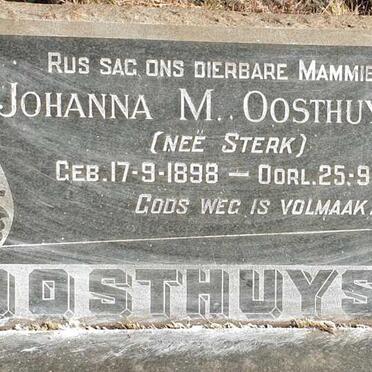 RUS SAG ONS DIERBARE MAMMIE
JOHANNA M. OOSTHUY
(NEË STERK)
GEB. 17-9-1898 — OORL. 25-9
GODS WEG IS VOLMAAK.
OOSTHUYS